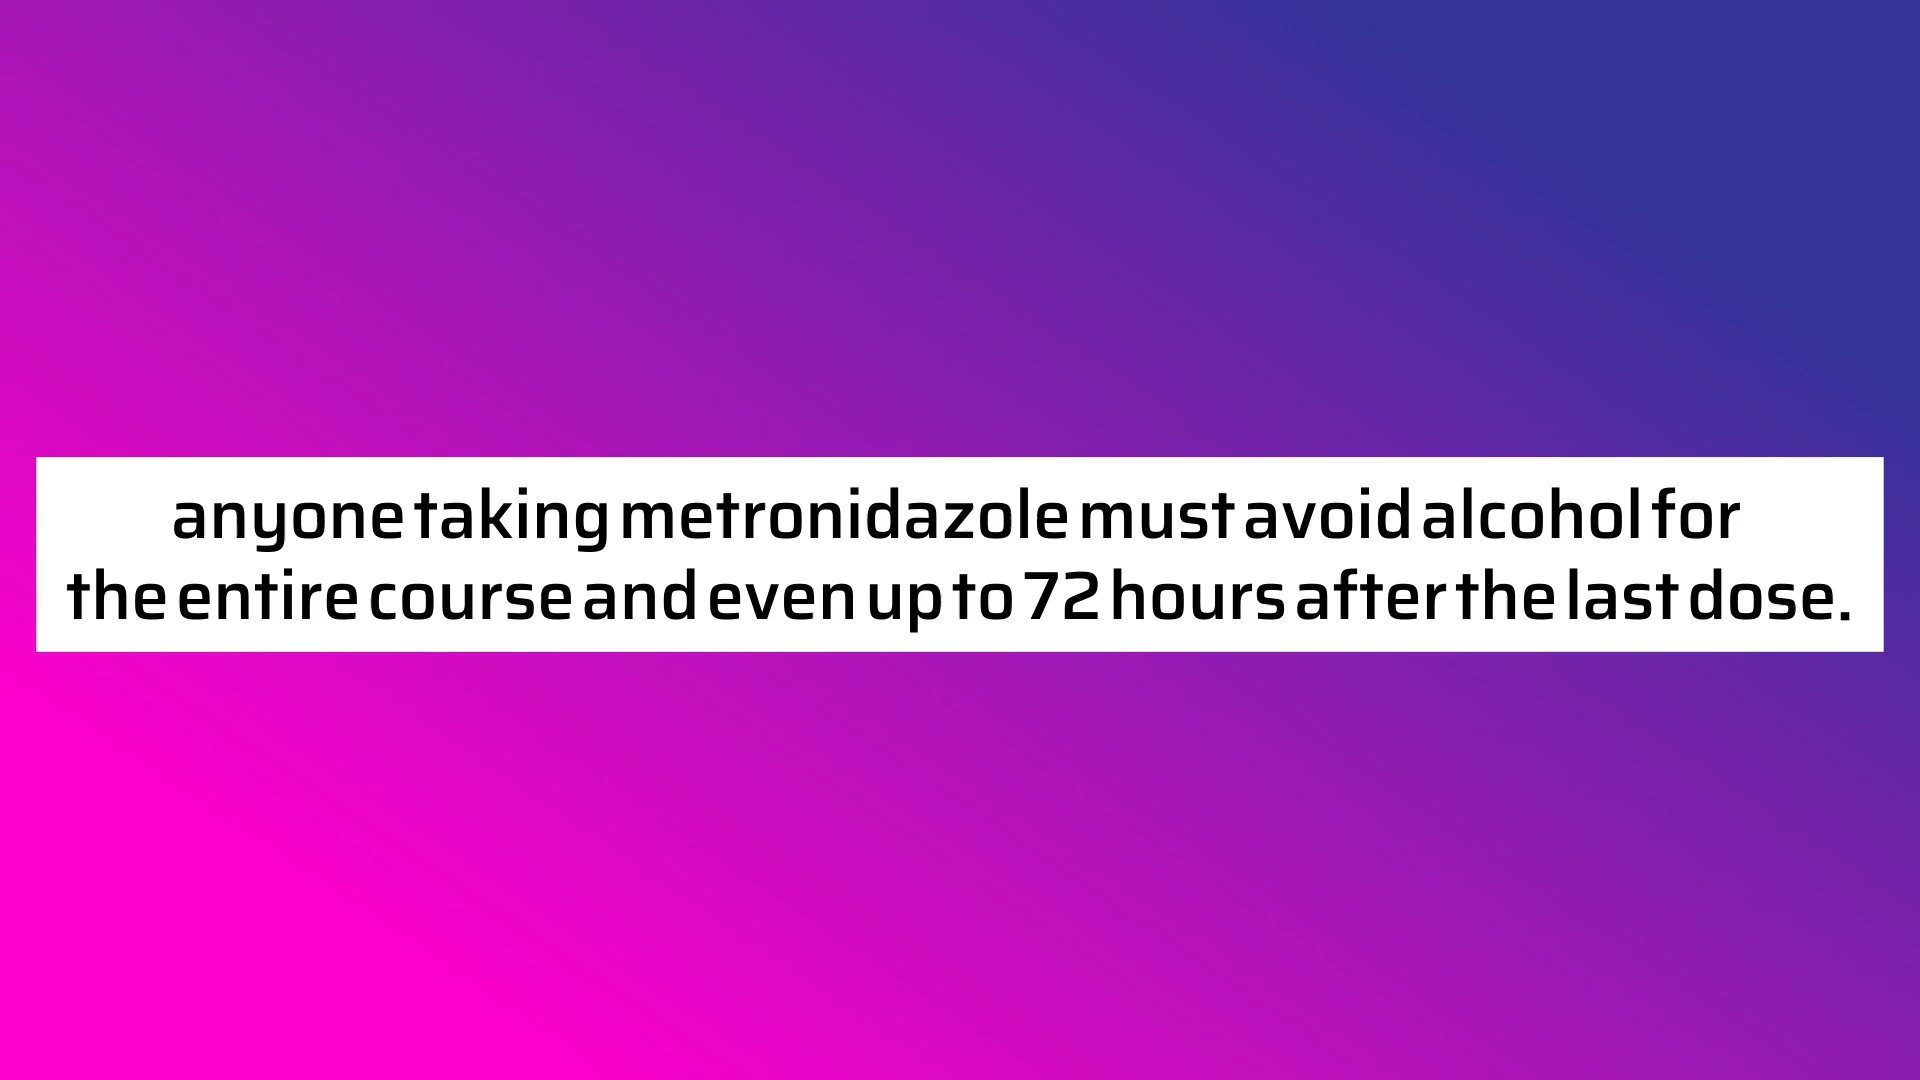 anyone taking metronidazole must avoid alcohol for
the entire course and even up to 72 hours after the last dose.